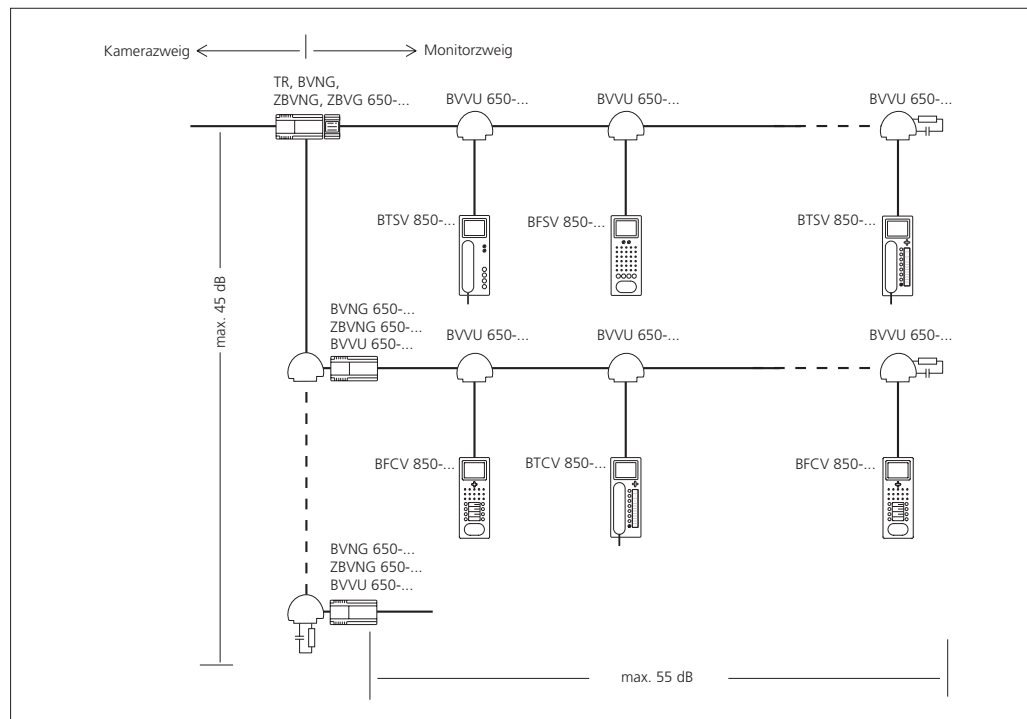 Kamerazweig
Monitorzweig
TR, BVNG,
ZBVNG, ZBVG 650-...
BVVU 650-...
BVVU 650-...
BVVU 650-...
BTSV 850-...
BFSV 850-...
BTSV 850-...
max. 45 dB
BVNG 650-...
ZBVNG 650-...
BVVU 650-...
BVVU 650-...
BVVU 650-...
BVVU 650-...
BFCV 850-...
BTCV 850-...
BFCV 850-...
BVNG 650-...
ZBVNG 650-...
BVVU 650-...
max. 55 dB